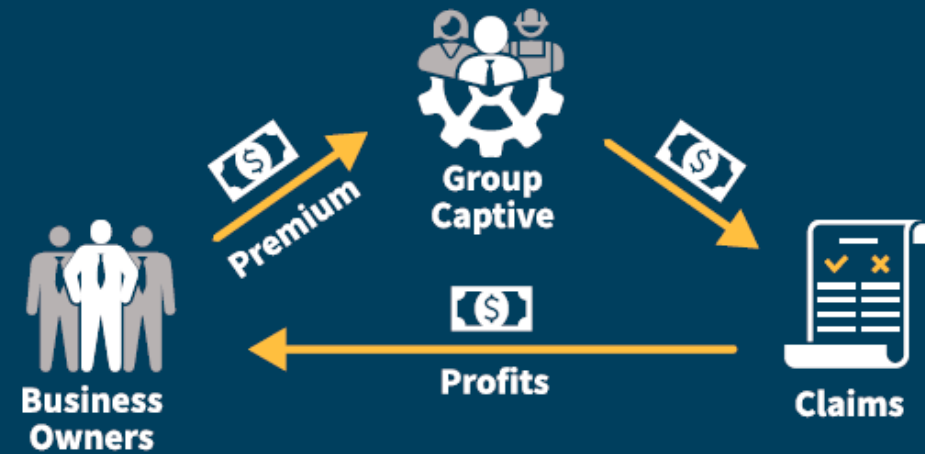 $
$
Premium
Group
Captive
$
Profits
Business
Owners
Claims